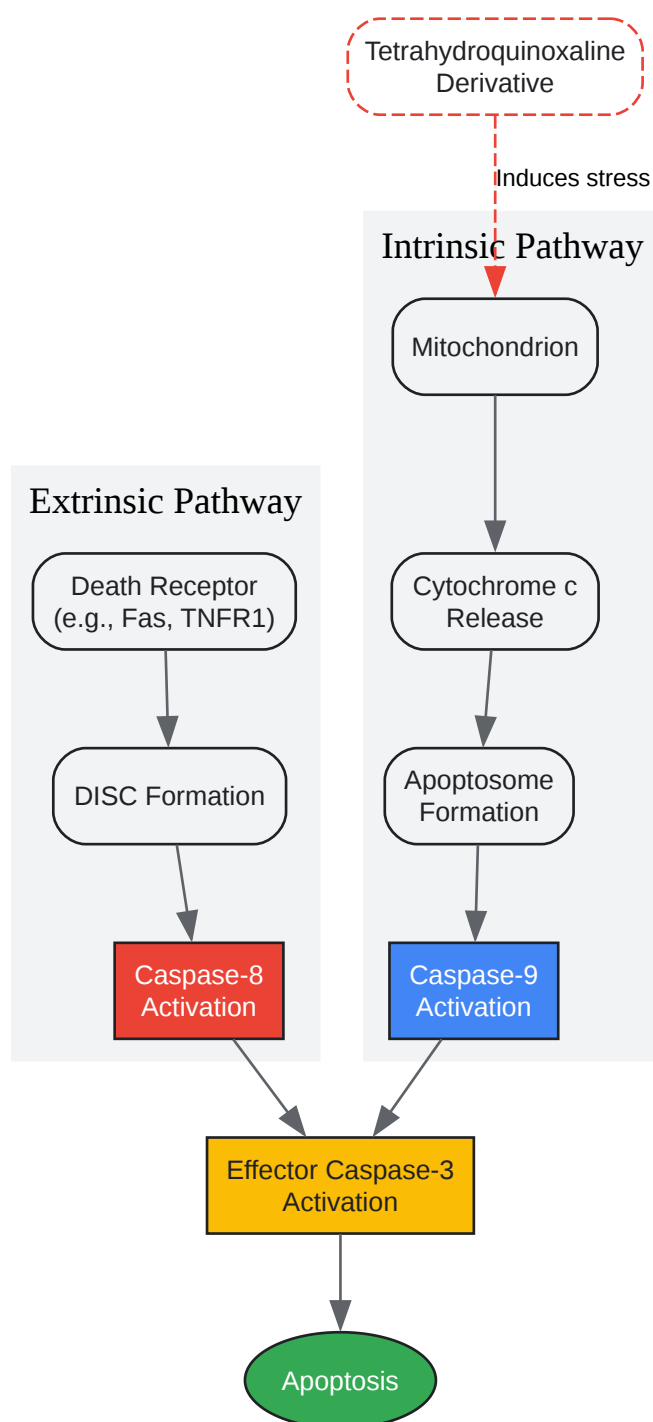 Tetrahydroquinoxaline
Derivative
Induces stress
Intrinsic Pathway
Mitochondrion
Extrinsic Pathway
Death Receptor
(e.g., Fas, TNFR1)
Cytochrome c
Release
DISC Formation
Apoptosome
Formation
Caspase-8
Activation
Caspase-9
Activation
Effector Caspase-3
Activation
Apoptosis